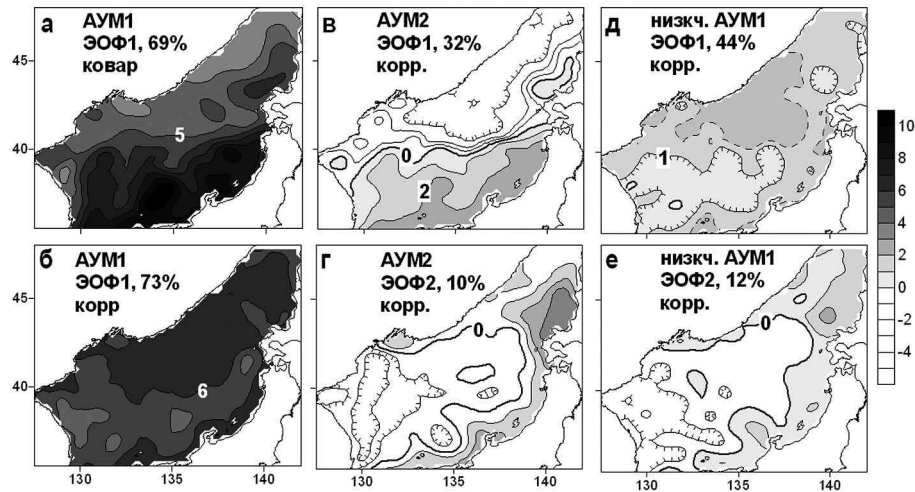 а
АУМ1
ЭОФ1, 69%
ковар
45
40
5
в
АУМ2
ЭОФ1, 32%
корр.
0
2
д
низкч. АУМ1
ЭОФ1, 44%
корр.
1
б
АУМ1
ЭОФ1, 73%
корр
45
40
6
130
135
140
г
АУМ2
ЭОФ2, 10%
корр.
0
130
135
140
е
низкч. АУМ1
ЭОФ2, 12%
корр.
0
130
135
140
10
8
6
4
2
0
-2
-4